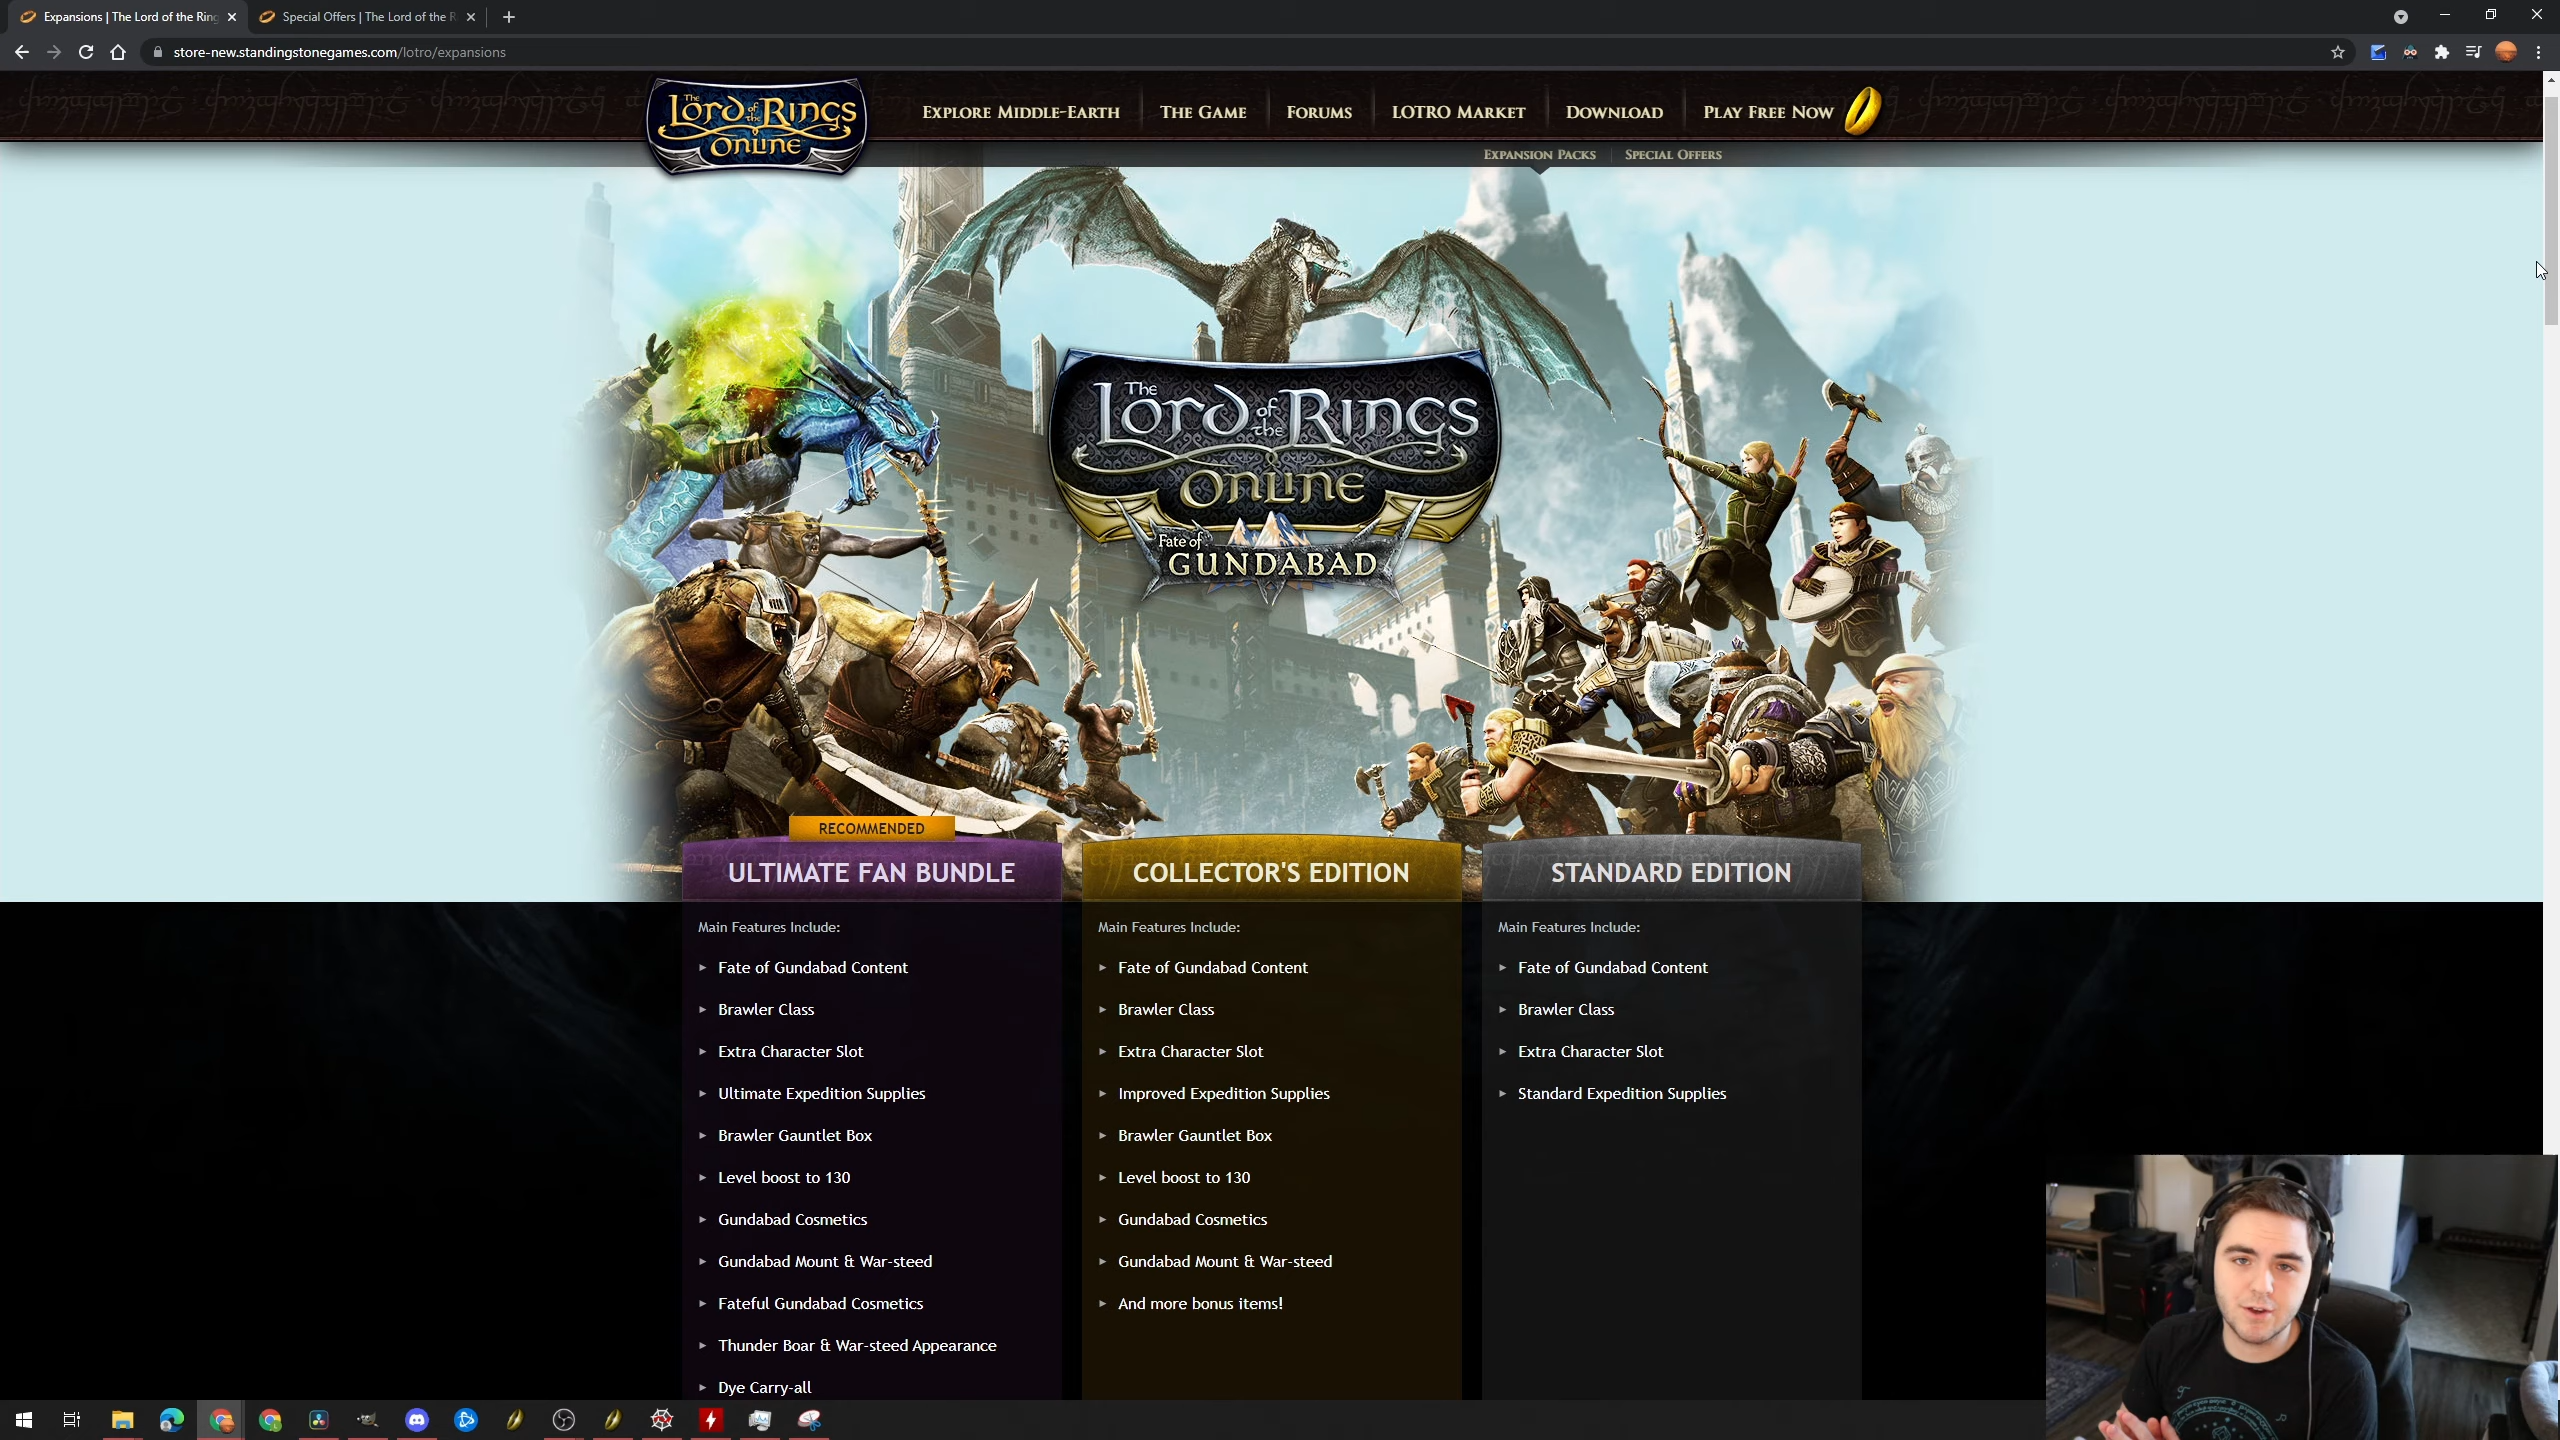 Expansions | The Lord of the Ring
Special Offers | The Lord of the R
store-new.standingstonegames.com/lotro/expansions
The Lord of the Rings Online
Explore Middle-Earth
The Game
Forums
LOTRO Market
Download
Play Free Now
Expansion Packs
Special Offers
The Lord of the Rings
Online
Fate of
GUNDABAD
RECOMMENDED
ULTIMATE FAN BUNDLE
Main Features Include:
Fate of Gundabad Content
Brawler Class
Extra Character Slot
Ultimate Expedition Supplies
Brawler Gauntlet Box
Level boost to 130
Gundabad Cosmetics
Gundabad Mount & War-steed
Fateful Gundabad Cosmetics
Thunder Boar & War-steed Appearance
Dye Carry-all
COLLECTOR'S EDITION
Main Features Include:
Fate of Gundabad Content
Brawler Class
Extra Character Slot
Improved Expedition Supplies
Brawler Gauntlet Box
Level boost to 130
Gundabad Cosmetics
Gundabad Mount & War-steed
And more bonus items!
STANDARD EDITION
Main Features Include:
Fate of Gundabad Content
Brawler Class
Extra Character Slot
Standard Expedition Supplies